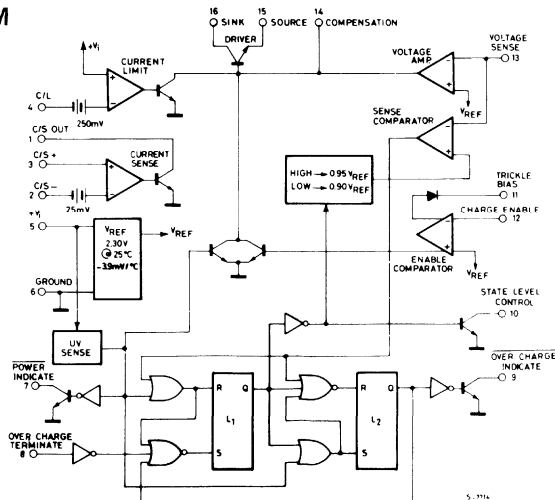 M
16 15 14
SINK SOURCE COMPENSATION
DRIVER
+Vi
CURRENT
LIMIT
VOLTAGE
AMP
VOLTAGE
SENSE
13
C/L
4
250mV
VREF
C/S OUT
1
SENSE
COMPARATOR
C/S +
3
CURRENT
SENSE
C/S-
2
25mV
HIGH → 0.95 VREF
LOW → 0.90 VREF
TRICKLE
BIAS
11
CHARGE ENABLE
12
+Vi
5
VREF
2.30V
@ 25°C
-3.9mV/°C
VREF
ENABLE
COMPARATOR
VREF
GROUND
6
STATE LEVEL
CONTROL
10
UV
SENSE
POWER
INDICATE
7
OVER CHARGE
INDICATE
9
R Q
L1
S
R
L2
S
OVER CHARGE
TERMINATE
8
S-7714